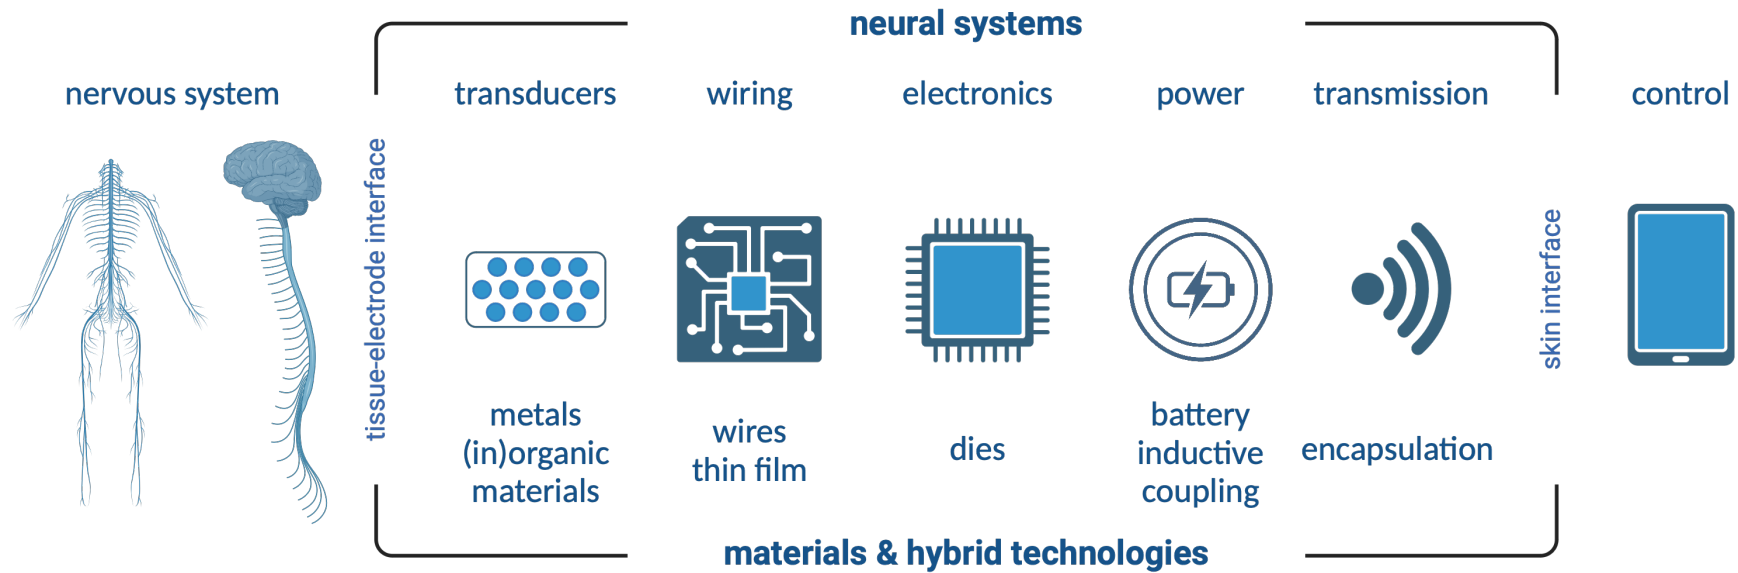 neural systems
nervous system
transducers
wiring
electronics
power
transmission
control
tissue-electrode interface
skin interface
metals
(in)organic
materials
wires
thin film
dies
battery
inductive
coupling
encapsulation
materials & hybrid technologies